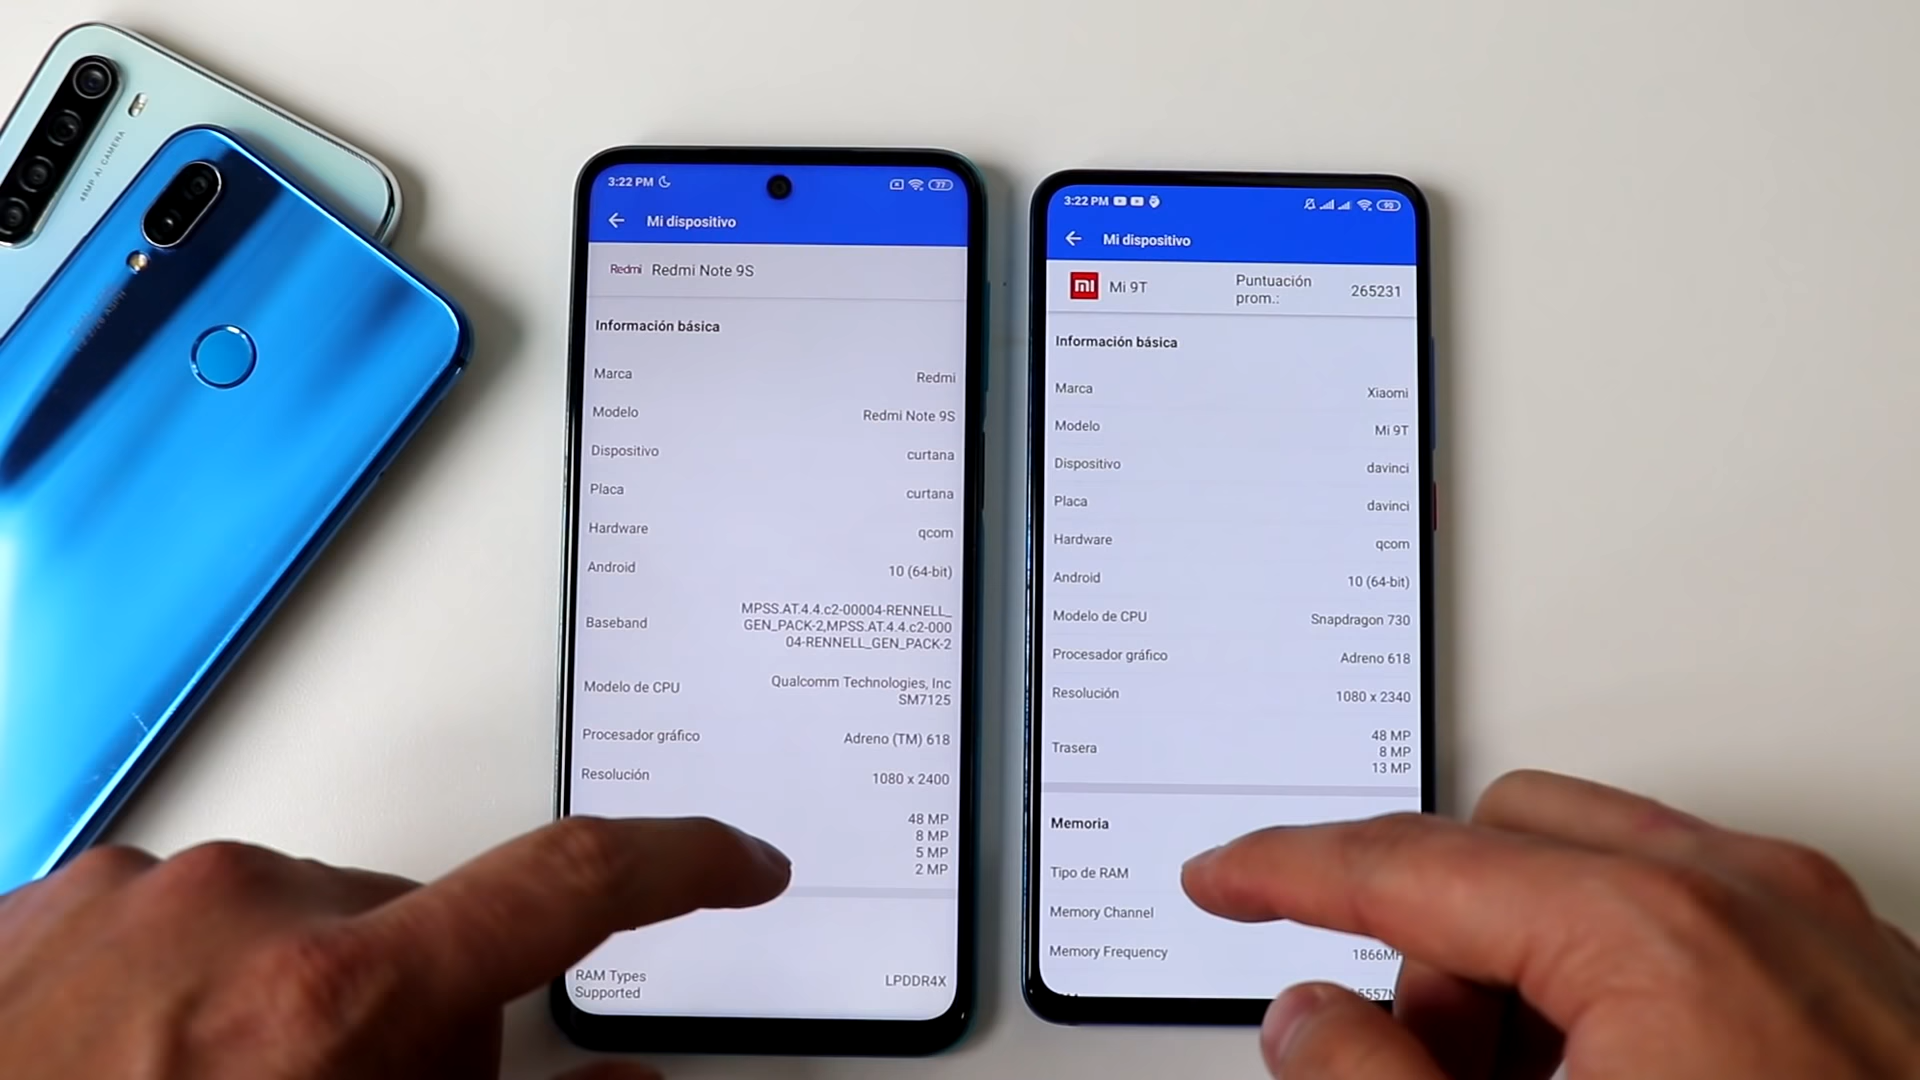 48MP AI CAMERA
3:22 PM
77
Mi dispositivo
Redmi Redmi Note 9S
Información básica
Marca Redmi
Modelo Redmi Note 9S
Dispositivo curtana
Placa curtana
Hardware qcom
Android 10 (64-bit)
Baseband MPSS.AT.4.4.c2-00004-RENNELL_
GEN_PACK-2,MPSS.AT.4.4.c2-000
04-RENNELL_GEN_PACK-2
Modelo de CPU Qualcomm Technologies, Inc
SM7125
Procesador gráfico Adreno (TM) 618
Resolución 1080 x 2400
48 MP
8 MP
5 MP
2 MP
RAM Types
Supported LPDDR4X
3:22 PM
Mi dispositivo
MI Mi 9T Puntuación
prom.: 265231
Información básica
Marca Xiaomi
Modelo Mi 9T
Dispositivo davinci
Placa davinci
Hardware qcom
Android 10 (64-bit)
Modelo de CPU Snapdragon 730
Procesador gráfico Adreno 618
Resolución 1080 x 2340
Trasera 48 MP
8 MP
13 MP
Memoria
Tipo de RAM
Memory Channel
Memory Frequency 1866M